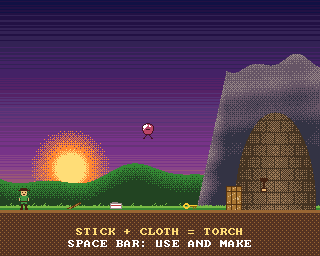 STICK + CLOTH = TORCH
SPACE BAR: USE AND MAKE